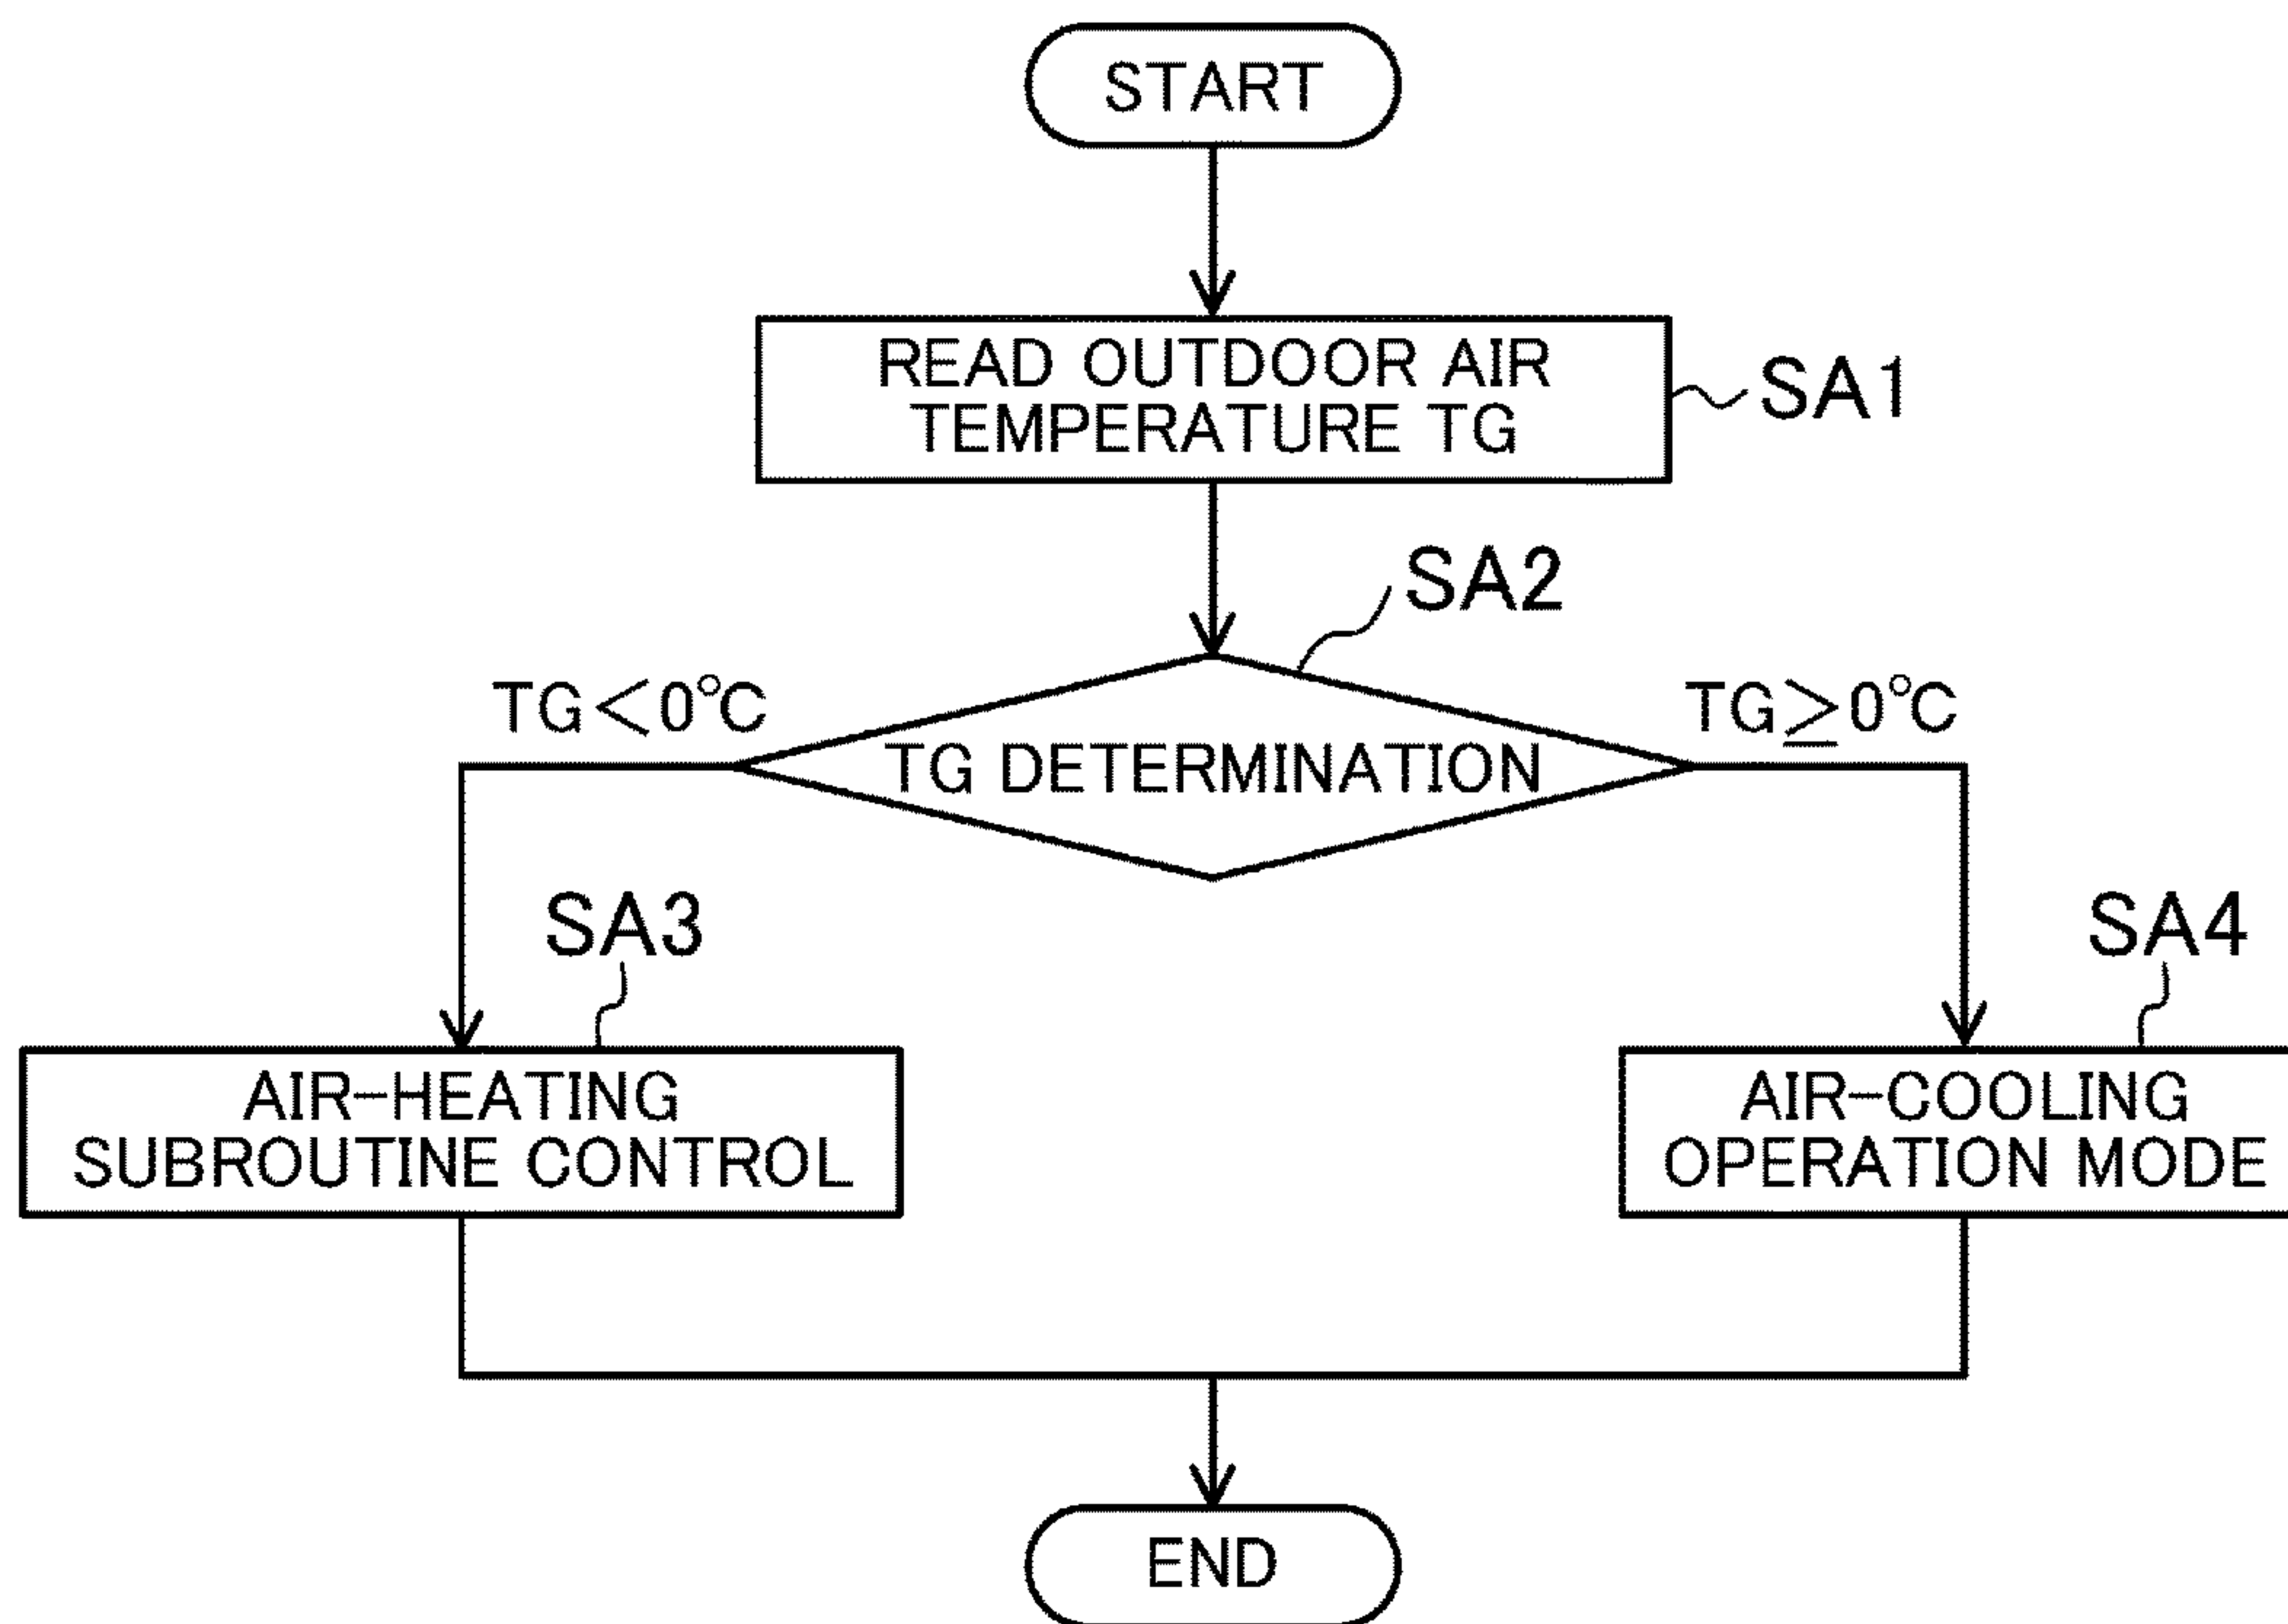 START
READ OUTDOOR AIR
TEMPERATURE TG
SA1
SA2
TG<0°C
TG≥0°C
TG DETERMINATION
SA3
SA4
AIR-HEATING
SUBROUTINE CONTROL
AIR-COOLING
OPERATION MODE
END